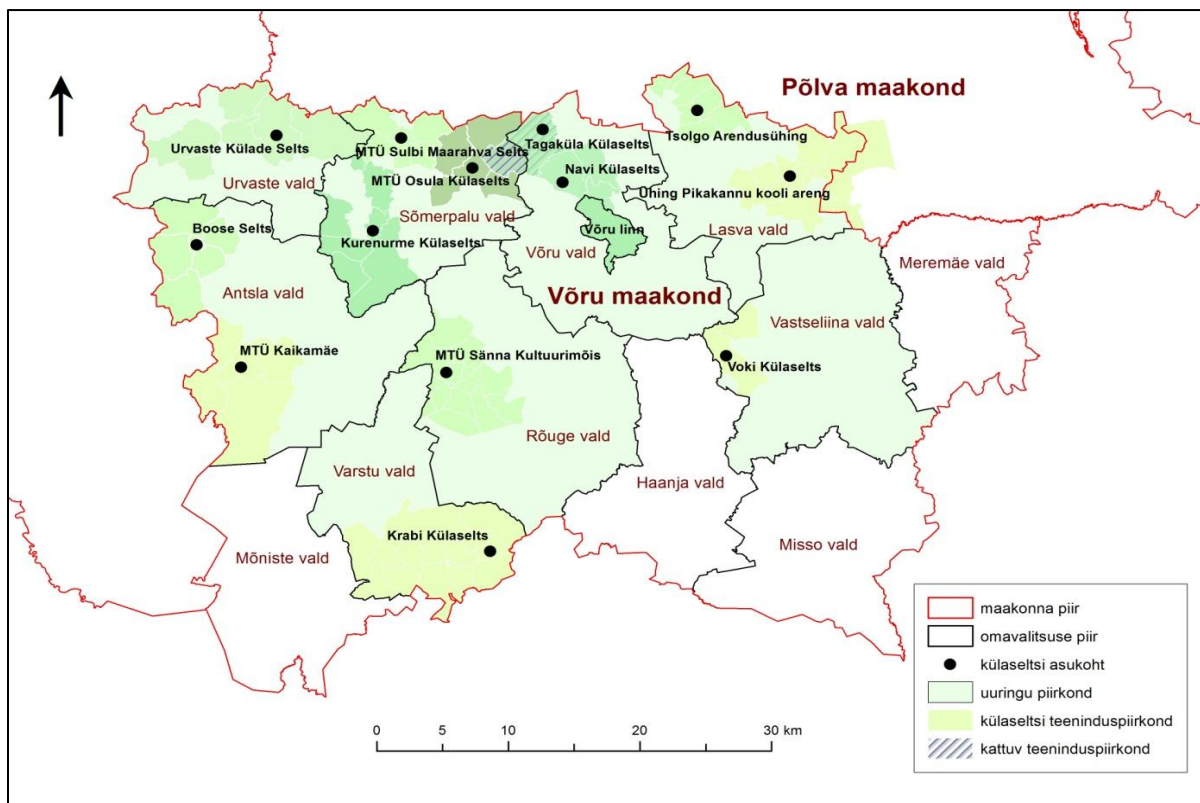 Põlva maakond
Tsolgo Arendusühing
Urvaste Külade Selts
MTÜ Sulbi Maarahva Selts
Tagaküla Külaselts
Navi Külaselts
MTÜ Osula Külaselts
Urvaste vald
Ühing Pikakannu kooli areng
Sõmerpalu vald
Boose Selts
Kurenurme Külaselts
Võru linn
Lasva vald
Võru vald
Meremäe vald
Antsla vald
Võru maakond
Vastseliina vald
MTÜ Kaikamäe
MTÜ Sänna Kultuurimõis
Voki Külaselts
Rõuge vald
Varstu vald
Haanja vald
Krabi Külaselts
Mõniste vald
Misso vald
maakonna piir
omavalitsuse piir
külaseltsi asukoht
uuringu piirkond
külaseltsi teeninduspiirkond
kattuv teeninduspiirkond
0 5 10 20 30 km